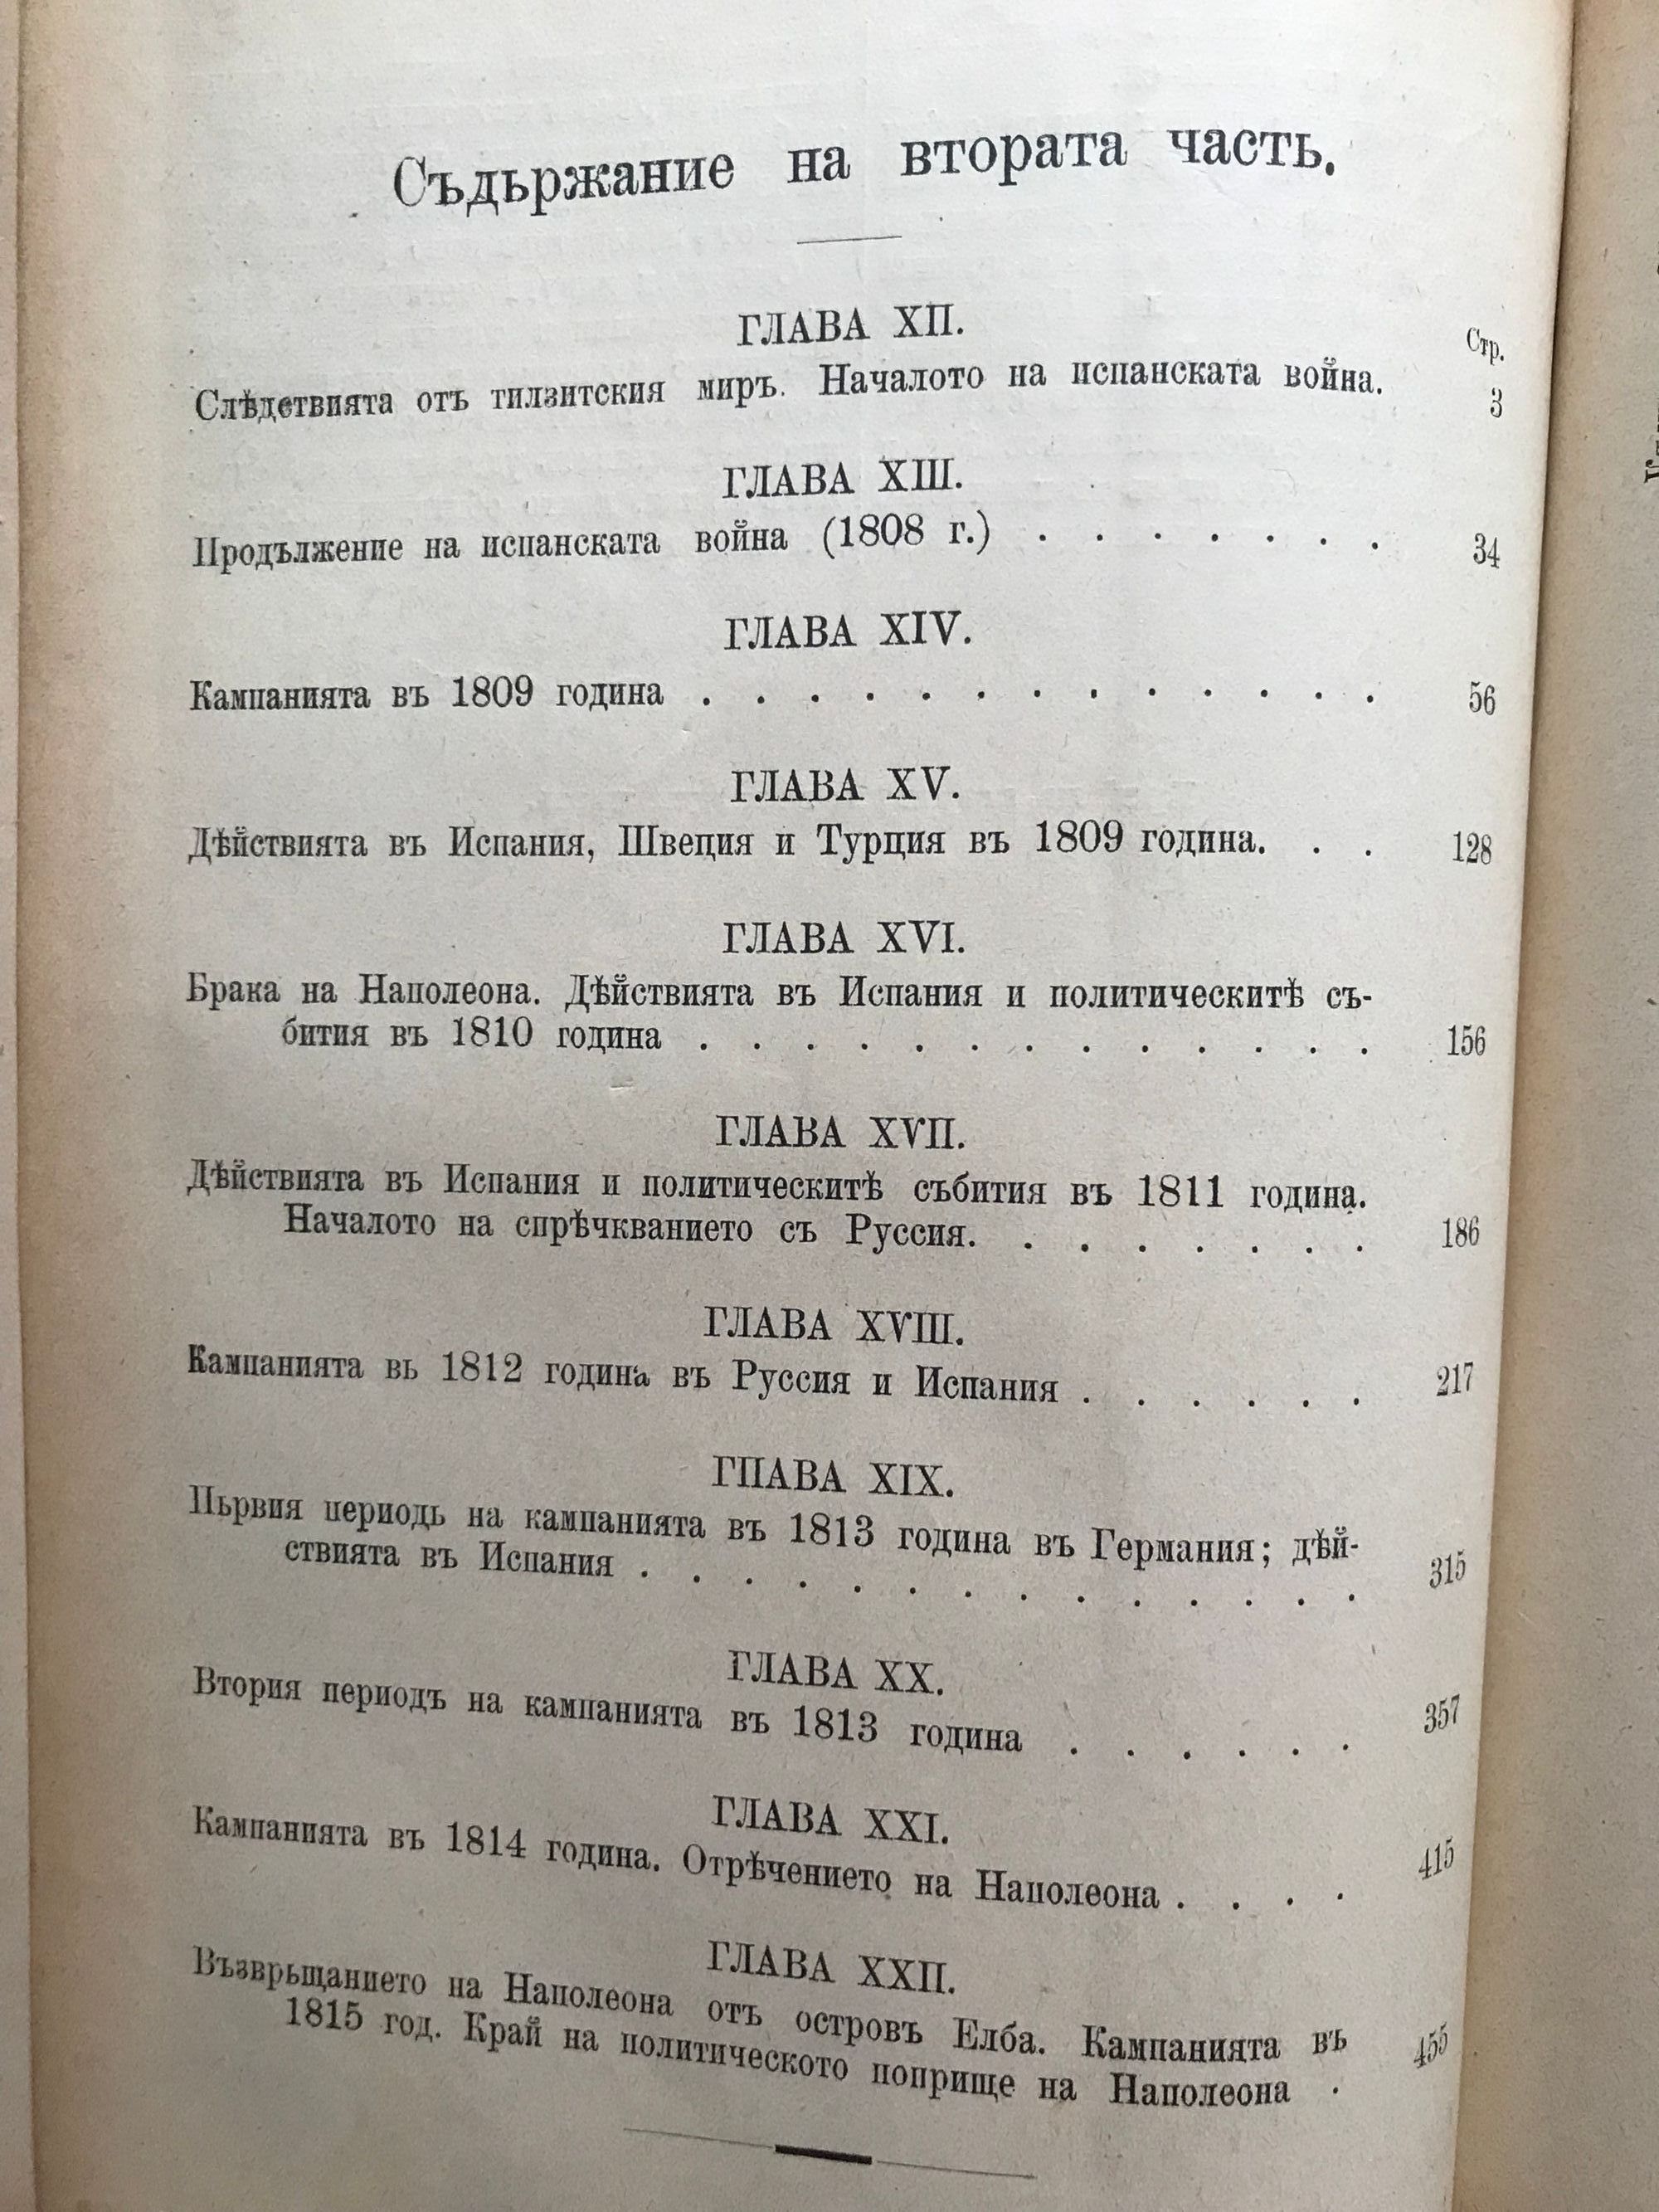 Съдьржание на втората часть.
ГЛАВА XII.
Стр.
Слѣдствията отъ тилзитския миръ. Началото на испанската война. 3
ГЛАВА XIII.
Продължение на испанската война (1808 г.) . . . . . . . 34
ГЛАВА XIV.
Кампанията въ 1809 година . . . . . . . . . . . . . 56
ГЛАВА XV.
Дѣйствията въ Испания, Швеция и Турция въ 1809 година. . . 128
ГЛАВА XVI.
Брака на Наполеона. Дѣйствията въ Испания и политическитѣ съ-
бития въ 1810 година . . . . . . . . . . . . . 156
ГЛАВА XVII.
Дѣйствията въ Испания и политическитѣ събития въ 1811 година.
Началото на спрѣчкванието съ Руссия. . . . . . . . 186
ГЛАВА XVIII.
Кампанията вь 1812 година въ Руссия и Испания . . . . . . 217
ГПАВА XIX.
Пьрвия периодь на кампанията въ 1813 година въ Германия; дѣй-
ствията въ Испания . . . . . . . . . . . . . . 315
ГЛАВА XX.
Втория периодъ на кампанията въ 1813 година . . . . . . 357
ГЛАВА XXI.
Кампанията въ 1814 година. Отрѣчението на Наполеона . . . . 415
ГЛАВА XXII.
Възврьщанието на Наполеона отъ островъ Елба. Кампанията въ
1815 год. Край на политическото поприще на Наполеона . 455